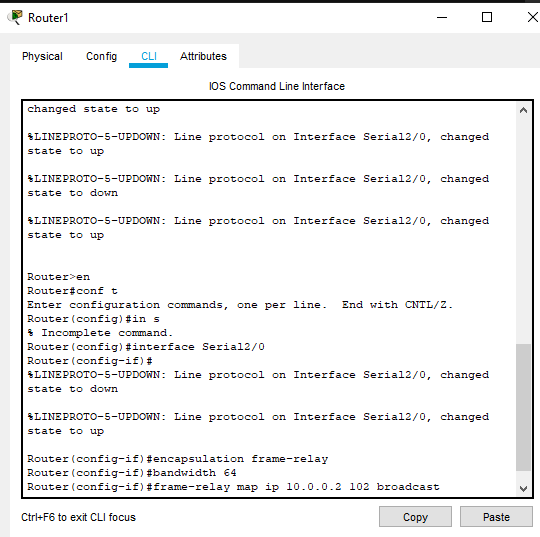 Router1
Physical Config CLI Attributes
IOS Command Line Interface
changed state to up
%LINEPROTO-5-UPDOWN: Line protocol on Interface Serial2/0, changed
state to up
%LINEPROTO-5-UPDOWN: Line protocol on Interface Serial2/0, changed
state to down
%LINEPROTO-5-UPDOWN: Line protocol on Interface Serial2/0, changed
state to up
Router>en
Router#conf t
Enter configuration commands, one per line.  End with CNTL/Z.
Router(config)#in s
% Incomplete command.
Router(config)#interface Serial2/0
Router(config-if)#
%LINEPROTO-5-UPDOWN: Line protocol on Interface Serial2/0, changed
state to down
%LINEPROTO-5-UPDOWN: Line protocol on Interface Serial2/0, changed
state to up
Router(config-if)#encapsulation frame-relay
Router(config-if)#bandwidth 64
Router(config-if)#frame-relay map ip 10.0.0.2 102 broadcast
Ctrl+F6 to exit CLI focus
Copy Paste